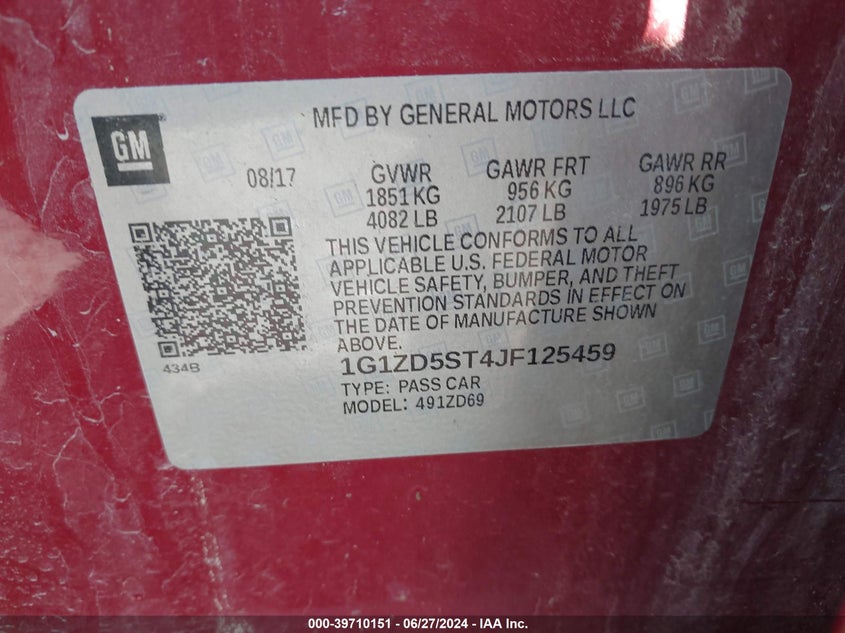 MFD BY GENERAL MOTORS LLC
GM
08/17
GVWR GAWR FRT GAWR RR
1851 KG 956 KG 896 KG
4082 LB 2107 LB 1975 LB
THIS VEHICLE CONFORMS TO ALL
APPLICABLE U.S. FEDERAL MOTOR
VEHICLE SAFETY, BUMPER, AND THEFT
PREVENTION STANDARDS IN EFFECT ON
THE DATE OF MANUFACTURE SHOWN
ABOVE.
434B
1G1ZD5ST4JF125459
TYPE: PASS CAR
MODEL: 491ZD69
000-39710151 / 06/27/2024 - IAA Inc.